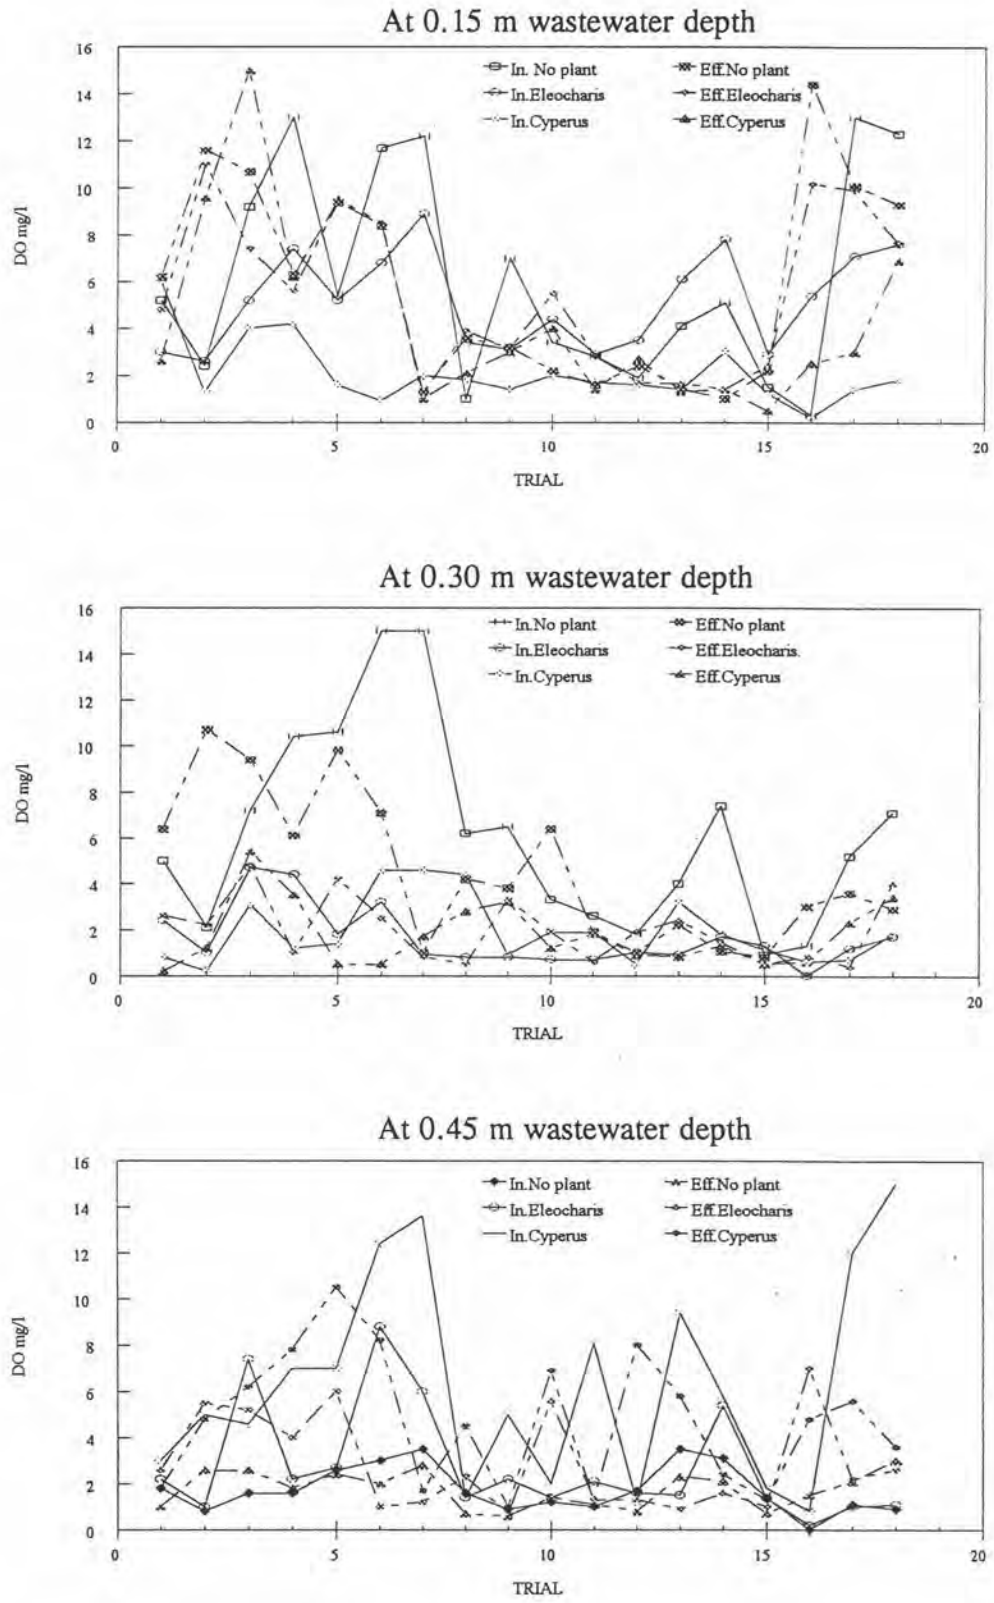 At 0.15 m wastewater depth
16
14
12
10
8
6
4
2
0
DO mg/l
In. No plant Eff.No plant
In.Eleocharis Eff.Eleocharis
In.Cyperus Eff.Cyperus
0 5 10 15 20
TRIAL
At 0.30 m wastewater depth
16
14
12
10
8
6
4
2
0
DO mg/l
In.No plant Eff.No plant
In.Eleocharis Eff.Eleocharis.
In.Cyperus Eff.Cyperus
0 5 10 15 20
TRIAL
At 0.45 m wastewater depth
16
14
12
10
8
6
4
2
0
DO mg/l
In.No plant Eff.No plant
In.Eleocharis Eff.Eleocharis
In.Cyperus Eff.Cyperus
0 5 10 15 20
TRIAL